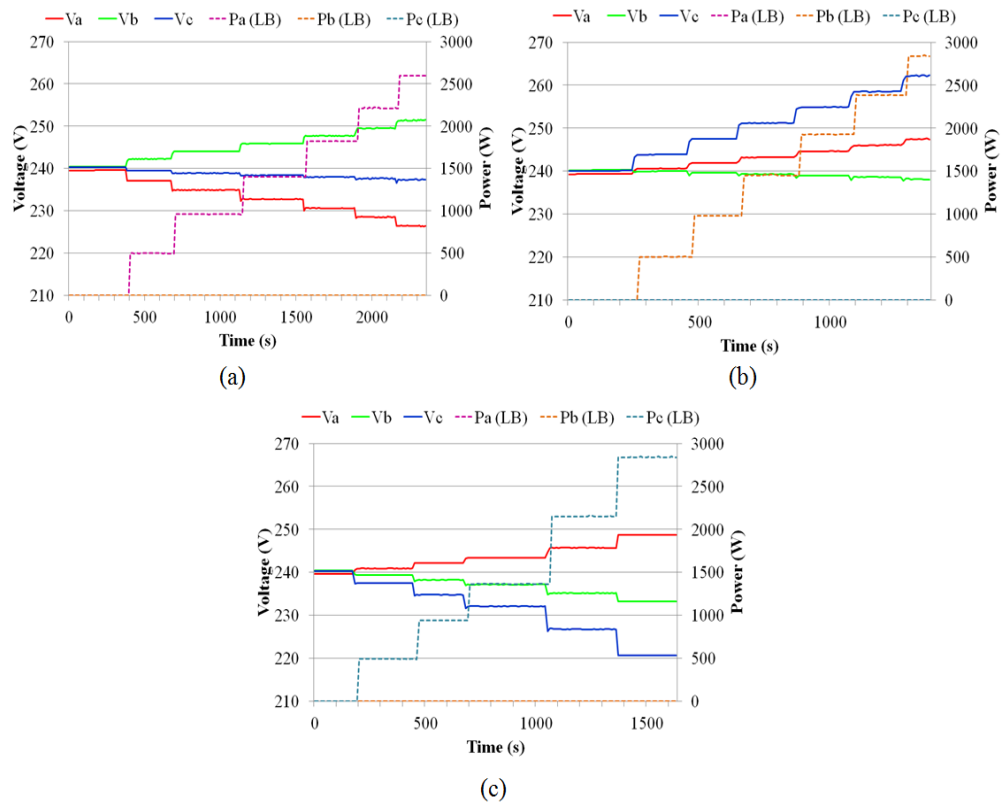 Va Vb Vc Pa (LB) Pb (LB) Pc (LB)
270
260
250
240
230
220
210
3000
2500
2000
1500
1000
500
0
Voltage (V)
Power (W)
0 500 1000 1500 2000
Time (s)
(a)
Va Vb Vc Pa (LB) Pb (LB) Pc (LB)
270
260
250
240
230
220
210
3000
2500
2000
1500
1000
500
0
Voltage (V)
Power (W)
0 500 1000
Time (s)
(b)
Va Vb Vc Pa (LB) Pb (LB) Pc (LB)
270
260
250
240
230
220
210
3000
2500
2000
1500
1000
500
0
Voltage (V)
Power (W)
0 500 1000 1500
Time (s)
(c)